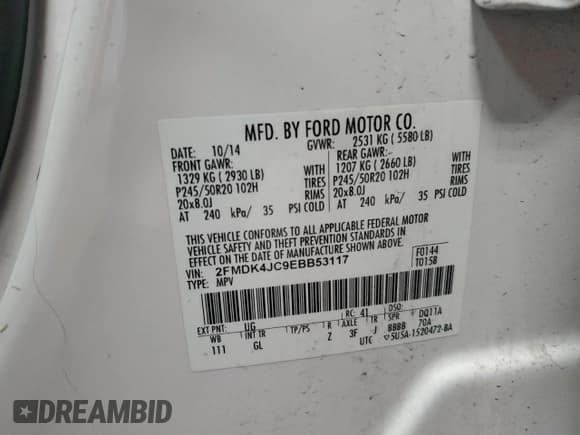 MFD. BY FORD MOTOR CO.
DATE: 10/14 GVWR: 2531 KG ( 5580 LB)
FRONT GAWR: REAR GAWR:
1329 KG ( 2930 LB) WITH 1207 KG ( 2660 LB) WITH
P245/50R20 102H TIRES P245/50R20 102H TIRES
20x8.0J RIMS 20x8.0J RIMS
AT 240 kPa/ 35 PSI COLD AT 240 kPa/ 35 PSI COLD
THIS VEHICLE CONFORMS TO ALL APPLICABLE FEDERAL MOTOR
VEHICLE SAFETY AND THEFT PREVENTION STANDARDS IN
EFFECT ON THE DATE OF MANUFACTURE SHOWN ABOVE.
VIN: 2FMDK4JC9EBB53117 F0144
TYPE: MPV T0158
EXT PNT: UG RC: 41 DSO:
WB INT TR TP/PS R AXLE TR SPR DQ11A
111 GL Z 3F J BBBB 70A
UTC 5U5A-1520472-BA
DREAMBID